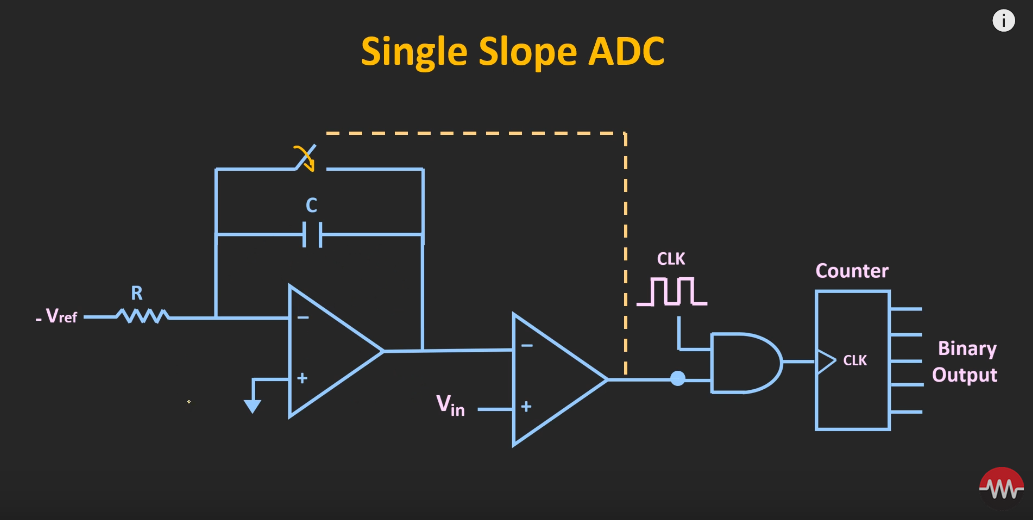 Single Slope ADC
C
R
- Vref
−
+
Vin
−
+
CLK
Counter
CLK
Binary
Output
i